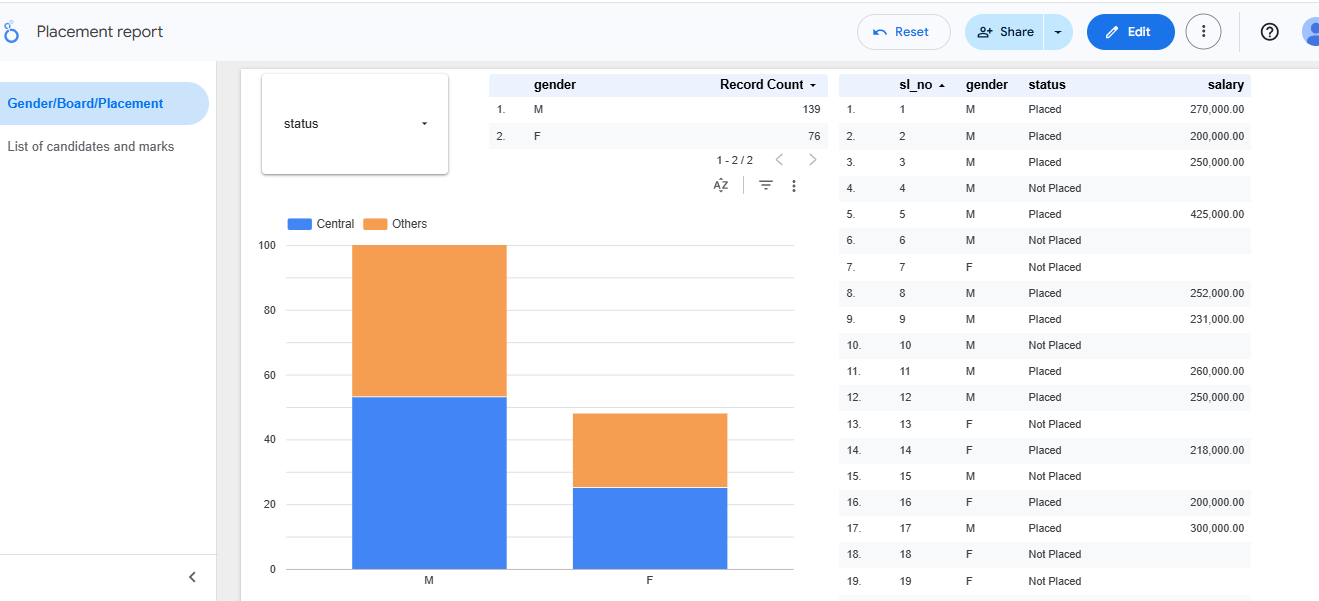 Placement report
Reset
Share
Edit
Gender/Board/Placement
List of candidates and marks
status
gender Record Count
1. M 139
2. F 76
1 - 2 / 2
AZ
Central Others
100
80
60
40
20
0
M F
sl_no gender status salary
1. 1 M Placed 270,000.00
2. 2 M Placed 200,000.00
3. 3 M Placed 250,000.00
4. 4 M Not Placed
5. 5 M Placed 425,000.00
6. 6 M Not Placed
7. 7 F Not Placed
8. 8 M Placed 252,000.00
9. 9 M Placed 231,000.00
10. 10 M Not Placed
11. 11 M Placed 260,000.00
12. 12 M Placed 250,000.00
13. 13 F Not Placed
14. 14 F Placed 218,000.00
15. 15 M Not Placed
16. 16 F Placed 200,000.00
17. 17 M Placed 300,000.00
18. 18 F Not Placed
19. 19 F Not Placed